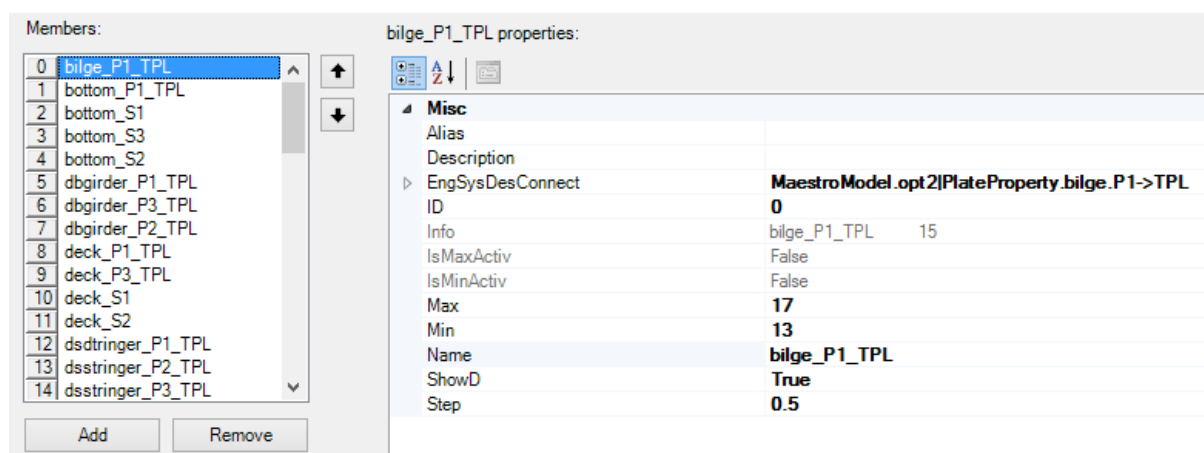 Members:
0 bilge_P1_TPL
1 bottom_P1_TPL
2 bottom_S1
3 bottom_S3
4 bottom_S2
5 dbgirder_P1_TPL
6 dbgirder_P3_TPL
7 dbgirder_P2_TPL
8 deck_P1_TPL
9 deck_P3_TPL
10 deck_S1
11 deck_S2
12 dsdtringer_P1_TPL
13 dsstringer_P2_TPL
14 dsstringer_P3_TPL
Add Remove
bilge_P1_TPL properties:
A
Z
Misc
Alias
Description
EngSysDesConnect MaestroModel.opt2|PlateProperty.bilge.P1->TPL
ID 0
Info bilge_P1_TPL 15
IsMaxActiv False
IsMinActiv False
Max 17
Min 13
Name bilge_P1_TPL
ShowD True
Step 0.5